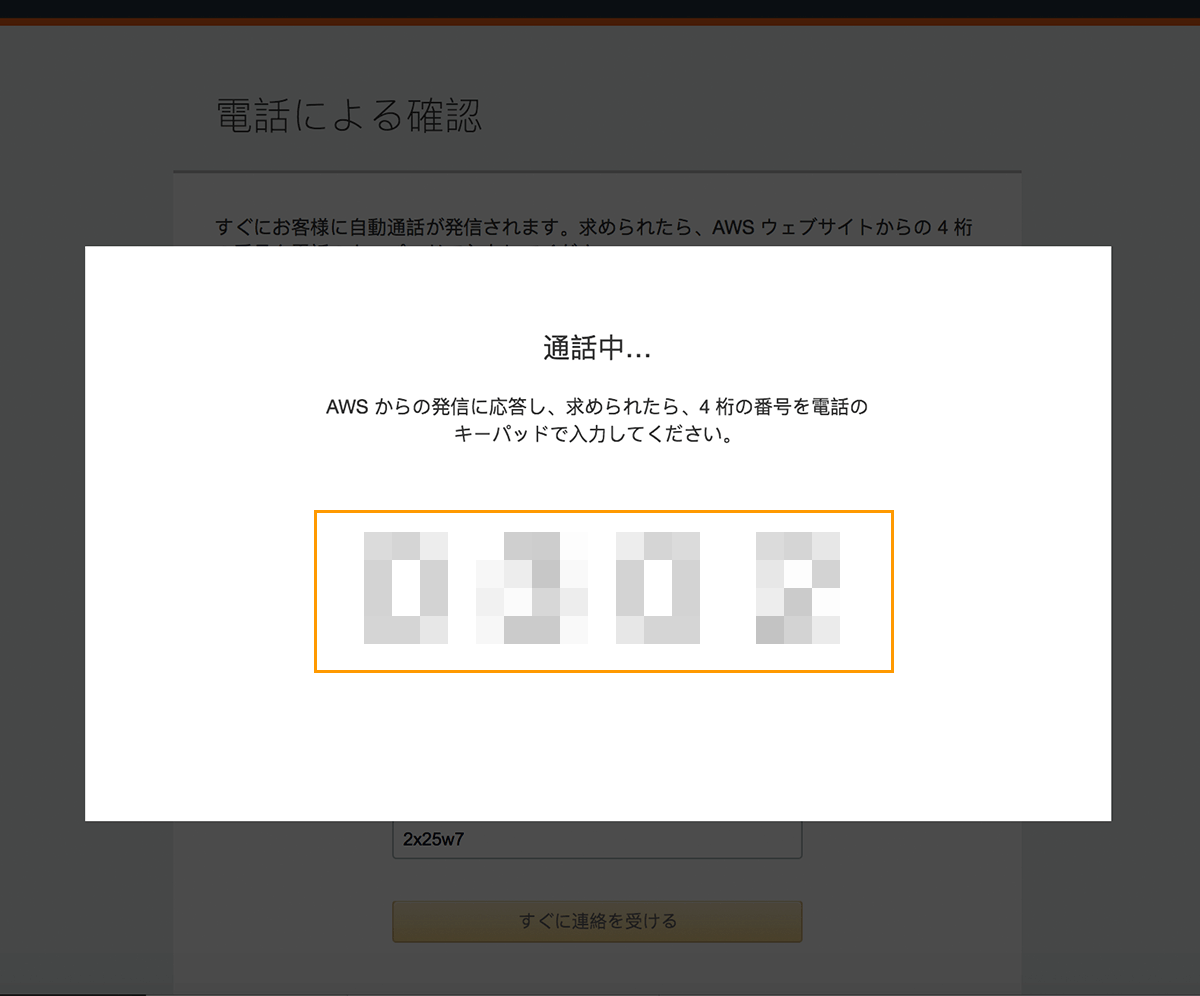 電話による確認
すぐにお客様に自動通話が発信されます。求められたら、AWS ウェブサイトからの 4 桁
通話中...
AWS からの発信に応答し、求められたら、4 桁の番号を電話の
キーパッドで入力してください。
2x25w7
すぐに連絡を受ける